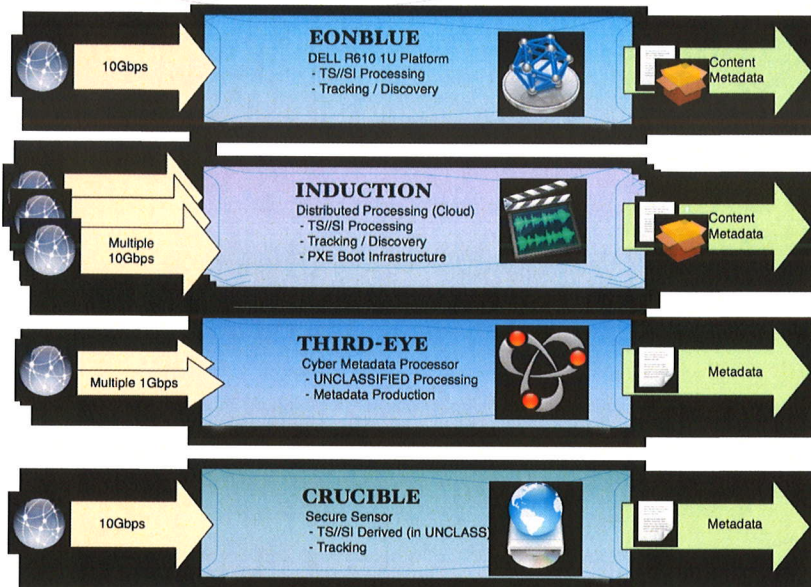 EONBLUE
DELL R610 1U Platform
- TS//SI Processing
- Tracking / Discovery
10Gbps
Content
Metadata
INDUCTION
Distributed Processing (Cloud)
- TS//SI Processing
- Tracking / Discovery
- PXE Boot Infrastructure
Multiple
10Gbps
Content
Metadata
THIRD-EYE
Cyber Metadata Processor
- UNCLASSIFIED Processing
- Metadata Production
Multiple 1Gbps
Metadata
CRUCIBLE
Secure Sensor
- TS//SI Derived (in UNCLASS)
- Tracking
10Gbps
Metadata